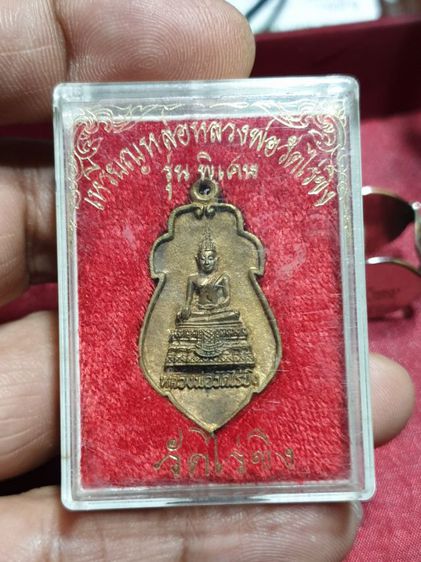 เหรียญหล่อหลวงพ่อวัดไร่ขิง
รุ่น พิเศษ
หลวงพ่อวัดไร่ขิง
วัดไร่ขิง